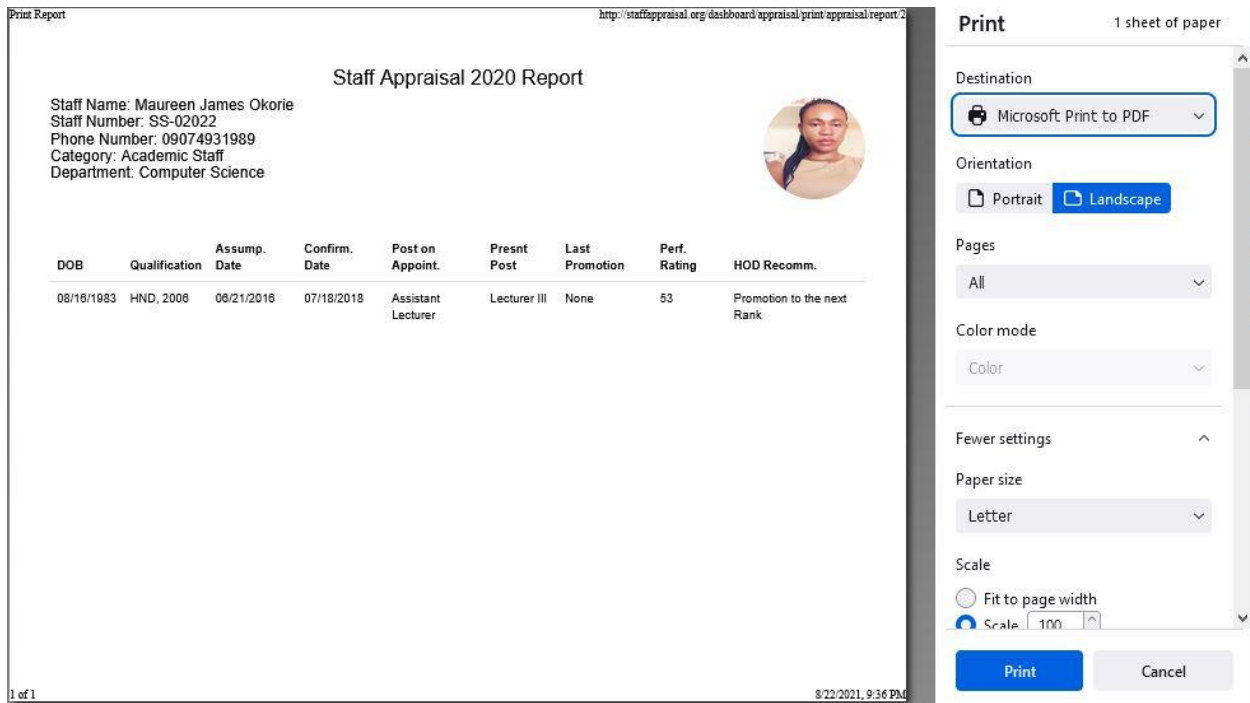 Print Report http://staffappraisal.org/dashboard/appraisal/print/appraisal/report/2
Staff Appraisal 2020 Report
Staff Name: Maureen James Okorie
Staff Number: SS-02022
Phone Number: 09074931989
Category: Academic Staff
Department: Computer Science
DOB Qualification Assump. Date Confirm. Date Post on Appoint. Presnt Post Last Promotion Perf. Rating HOD Recomm.
08/16/1983 HND, 2006 06/21/2016 07/18/2018 Assistant Lecturer Lecturer III None 53 Promotion to the next Rank
1 of 1 8/22/2021, 9:36 PM
Print 1 sheet of paper
Destination
Microsoft Print to PDF
Orientation
Portrait Landscape
Pages
All
Color mode
Color
Fewer settings
Paper size
Letter
Scale
Fit to page width
Scale 100
Print Cancel